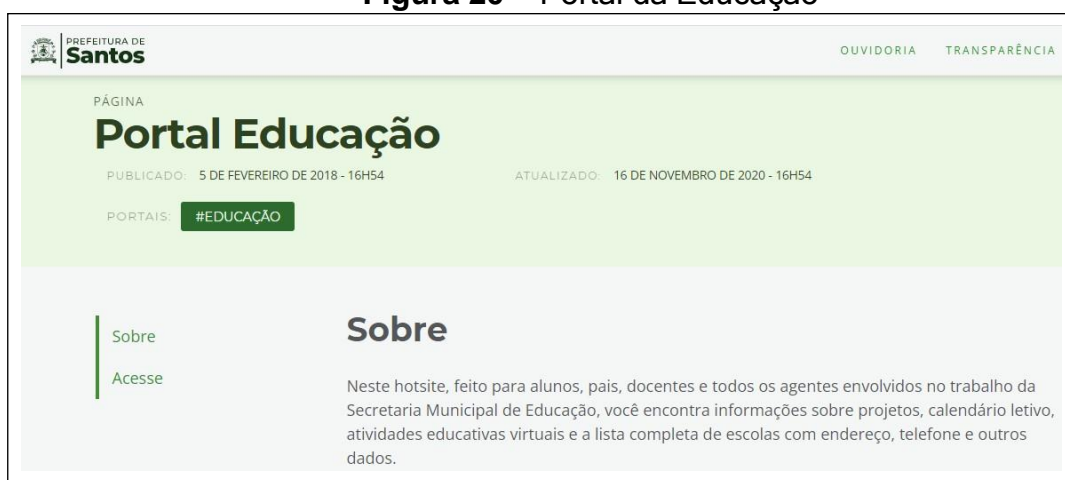 Portal da Educação
PREFEITURA DE
Santos
OUVIDORIA TRANSPARÊNCIA
PÁGINA
Portal Educação
PUBLICADO: 5 DE FEVEREIRO DE 2018 - 16H54 ATUALIZADO: 16 DE NOVEMBRO DE 2020 - 16H54
PORTAIS: #EDUCAÇÃO
Sobre
Acesse
Sobre
Neste hotsite, feito para alunos, pais, docentes e todos os agentes envolvidos no trabalho da
Secretaria Municipal de Educação, você encontra informações sobre projetos, calendário letivo,
atividades educativas virtuais e a lista completa de escolas com endereço, telefone e outros
dados.